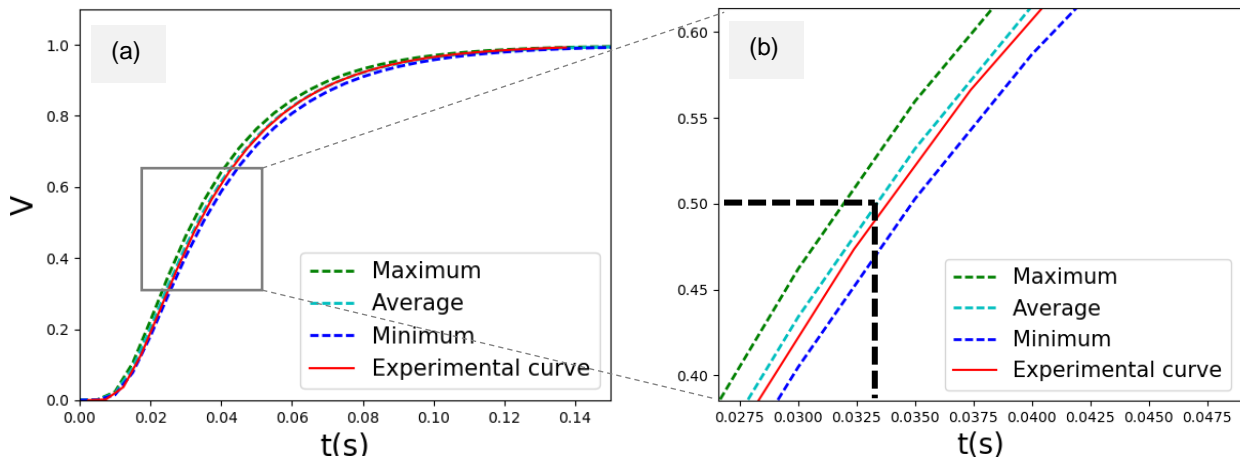 (a)
1.0
0.8
0.6
0.4
0.2
0.0
V
0.00 0.02 0.04 0.06 0.08 0.10 0.12 0.14
t(s)
Maximum
Average
Minimum
Experimental curve
(b)
0.60
0.55
0.50
0.45
0.40
0.0275 0.0300 0.0325 0.0350 0.0375 0.0400 0.0425 0.0450 0.0475
t(s)
Maximum
Average
Minimum
Experimental curve